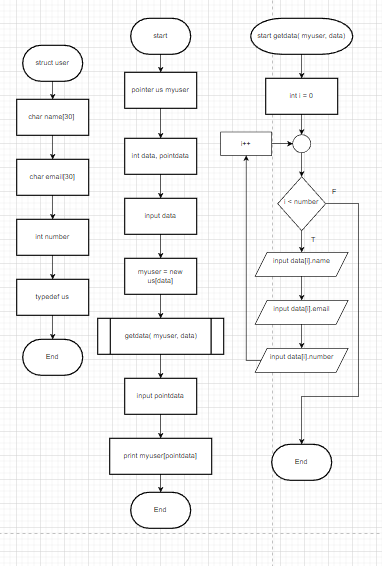 struct user
char name[30]
char email[30]
int number
typedef us
End
start
pointer us myuser
int data, pointdata
input data
myuser = new
us[data]
getdata( myuser, data)
input pointdata
print myuser[pointdata]
End
start getdata( myuser, data)
int i = 0
i++
i < number
F
T
input data[i].name
input data[i].email
input data[i].number
End